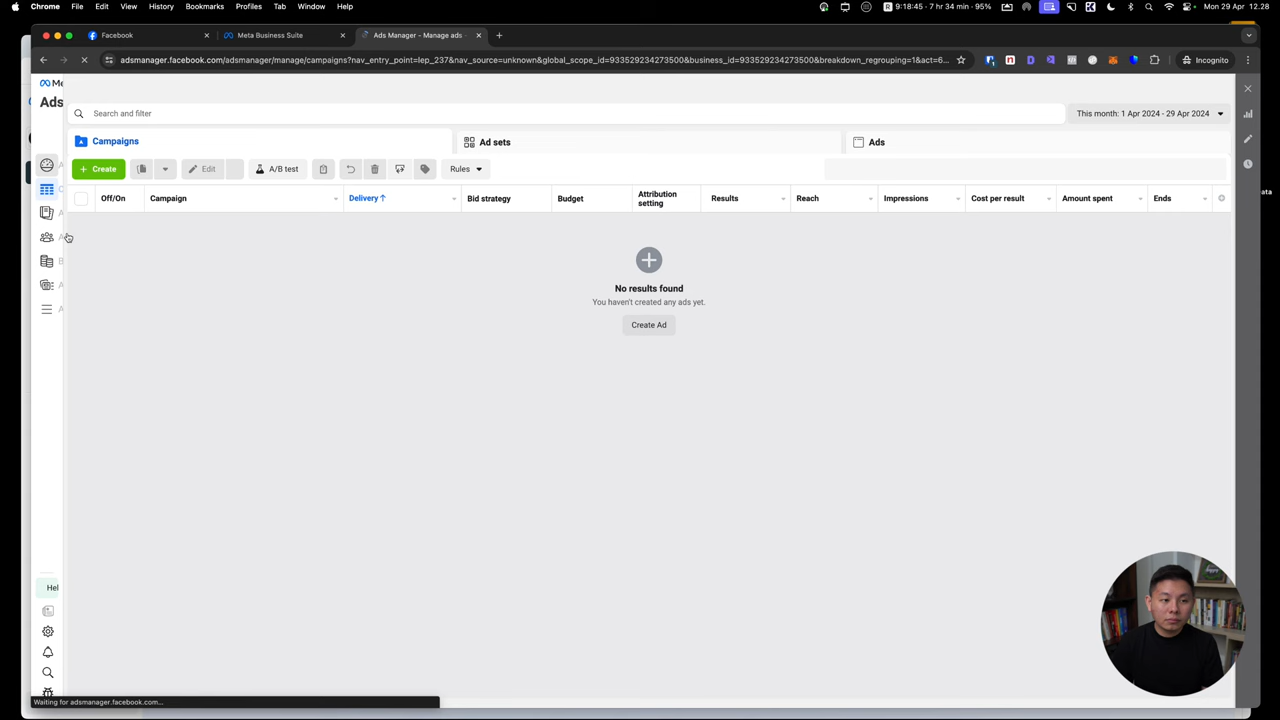 Chrome File Edit View History Bookmarks Profiles Tab Window Help
9:18:45 - 7 hr 34 min - 95% Mon 29 Apr 12.28
Facebook Meta Business Suite Ads Manager - Manage ads -
adsmanager.facebook.com/adsmanager/manage/campaigns?nav_entry_point=lep_237&nav_source=unknown&global_scope_id=933529234273500&business_id=933529234273500&breakdown_regrouping=1&act=6...
Incognito
Me
Ads
Search and filter
This month: 1 Apr 2024 - 29 Apr 2024
Campaigns Ad sets Ads
+ Create Edit A/B test Rules
Off/On Campaign Delivery ↑ Bid strategy Budget Attribution setting Results Reach Impressions Cost per result Amount spent Ends
ata
No results found
You haven't created any ads yet.
Create Ad
Hel
Waiting for adsmanager.facebook.com...